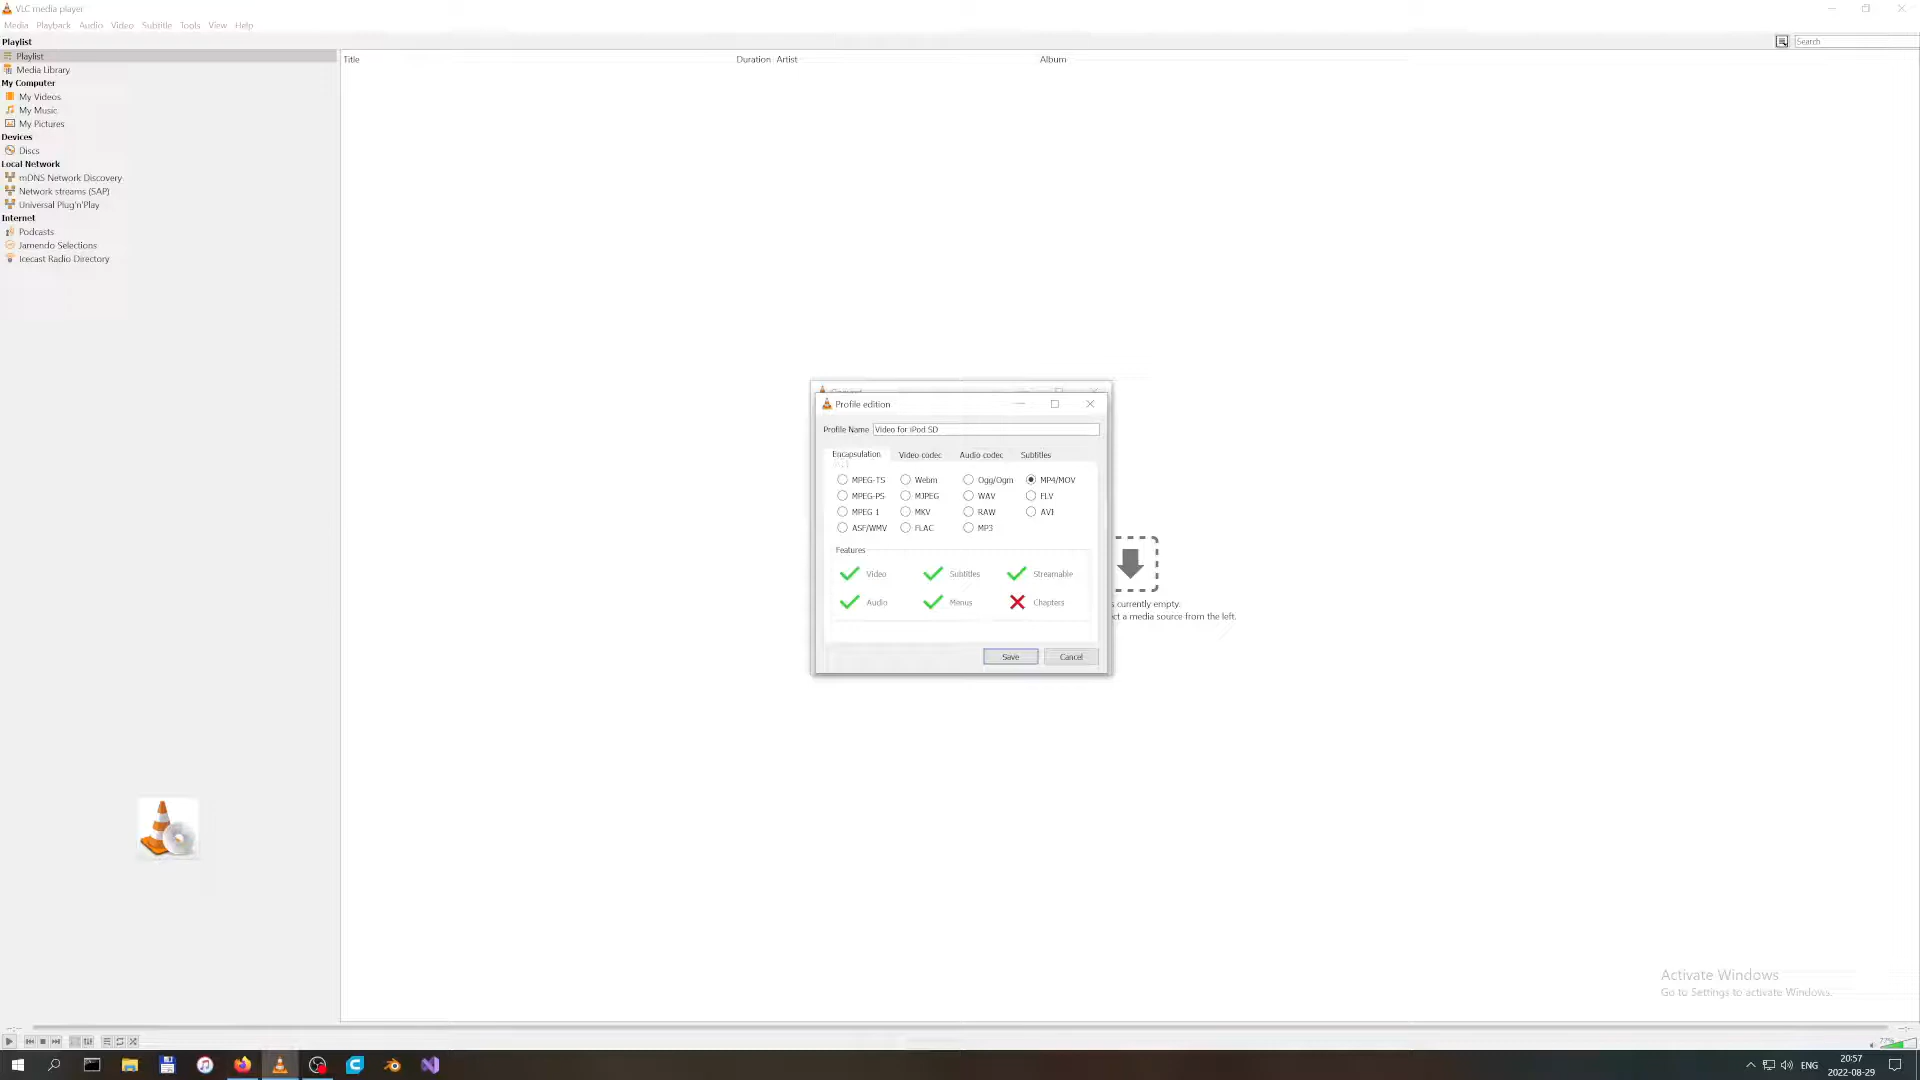 VLC media player
Media Playback Audio Video Subtitle Tools View Help
Playlist
Search
Playlist
Title Duration Artist Album
Media Library
My Computer
My Videos
My Music
My Pictures
Devices
Discs
Local Network
mDNS Network Discovery
Network streams (SAP)
Universal Plug'n'Play
Internet
Podcasts
Jamendo Selections
Icecast Radio Directory
Profile edition
Profile Name Video for iPod SD
Encapsulation Video codec Audio codec Subtitles
MPEG-TS Webm Ogg/Ogm MP4/MOV
MPEG-PS MJPEG WAV FLV
MPEG 1 MKV RAW AVI
ASF/WMV FLAC MP3
Features
Video Subtitles Streamable
Audio Menus Chapters
currently empty.
a media source from the left.
Save Cancel
Activate Windows
Go to Settings to activate Windows.
ENG
20:57
2022-08-29